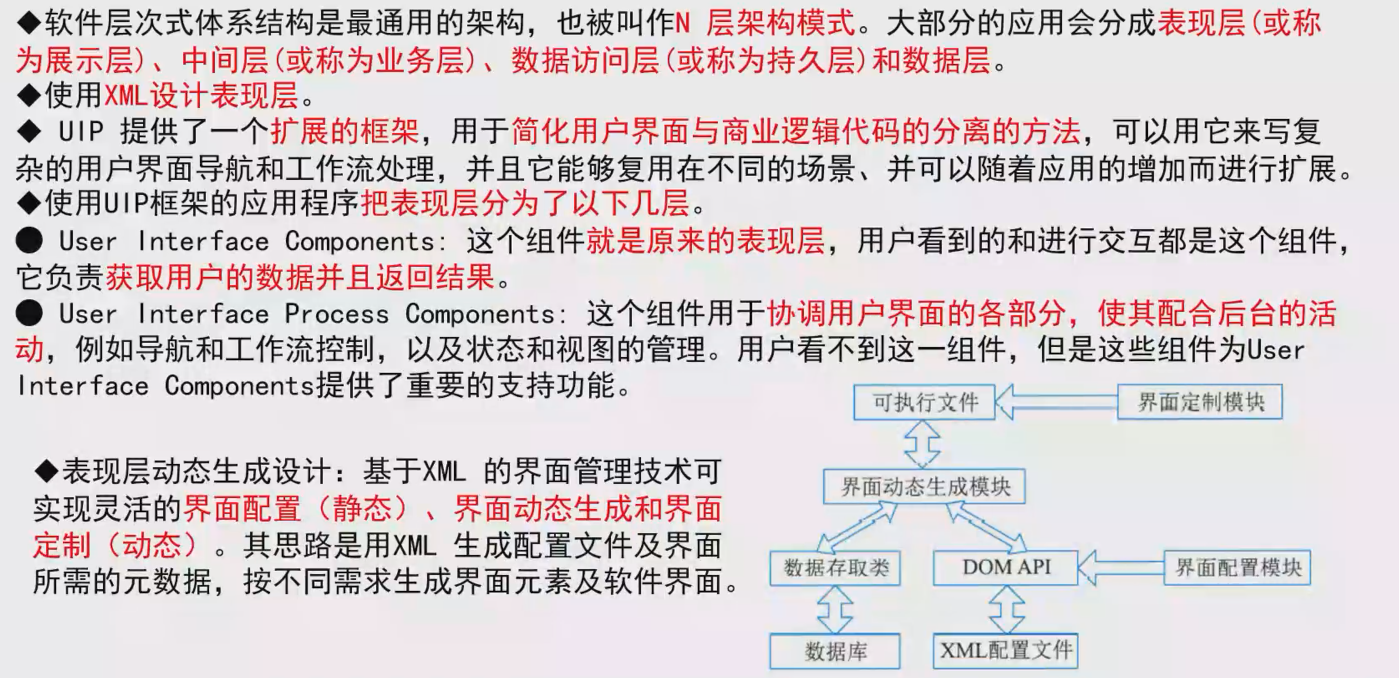 ◆软件层次式体系结构是最通用的架构，也被叫作N 层架构模式。大部分的应用会分成表现层(或称
为展示层)、中间层(或称为业务层)、数据访问层(或称为持久层)和数据层。
◆使用XML设计表现层。
◆ UIP 提供了一个扩展的框架，用于简化用户界面与商业逻辑代码的分离的方法，可以用它来写复
杂的用户界面导航和工作流处理，并且它能够复用在不同的场景、并可以随着应用的增加而进行扩展。
◆使用UIP框架的应用程序把表现层分为了以下几层。
● User Interface Components: 这个组件就是原来的表现层，用户看到的和进行交互都是这个组件，
它负责获取用户的数据并且返回结果。
● User Interface Process Components: 这个组件用于协调用户界面的各部分，使其配合后台的活
动，例如导航和工作流控制，以及状态和视图的管理。用户看不到这一组件，但是这些组件为User
Interface Components提供了重要的支持功能。
◆表现层动态生成设计：基于XML 的界面管理技术可
实现灵活的界面配置（静态）、界面动态生成和界面
定制（动态）。其思路是用XML 生成配置文件及界面
所需的元数据，按不同需求生成界面元素及软件界面。
可执行文件
界面定制模块
界面动态生成模块
数据存取类
DOM API
界面配置模块
数据库
XML配置文件